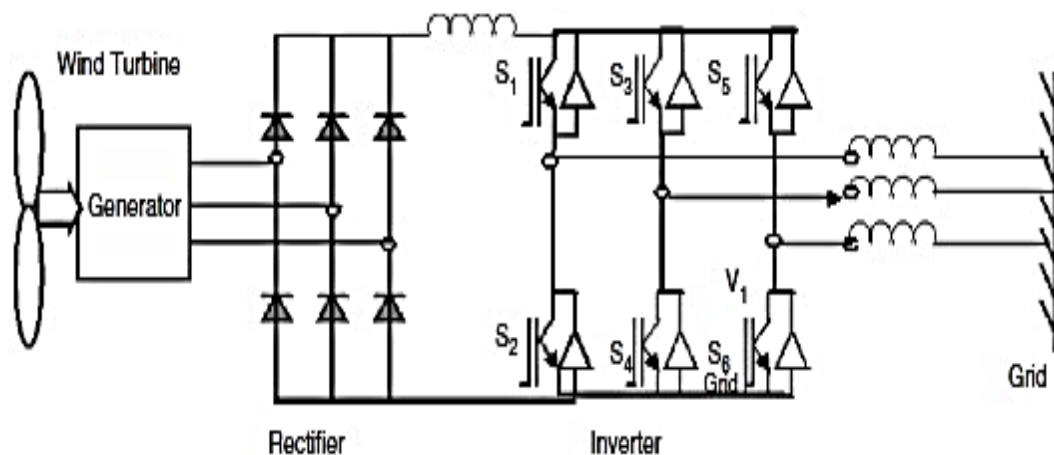 Wind Turbine
Generator
S1
S3
S5
V1
S2
S4
S6
Grid
Grid
Rectifier
Inverter